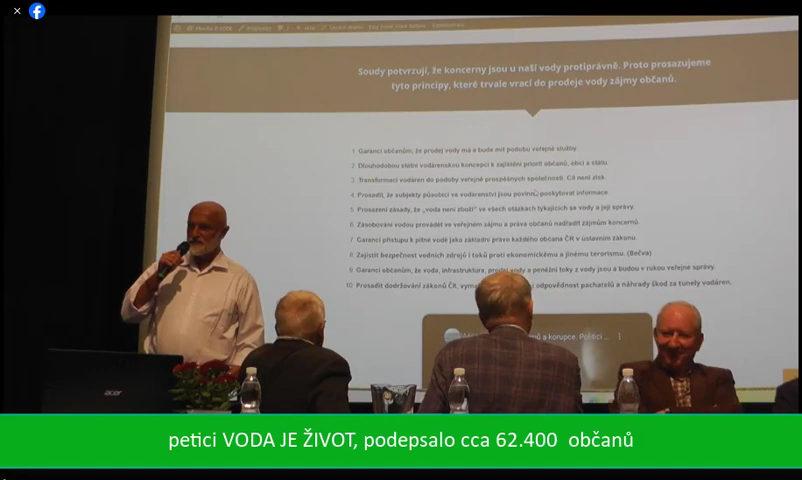 Soudy potvrzují, že koncerny jsou u naší vody protiprávně. Proto prosazujeme
tyto principy, které trvale vrací do prodeje vody zájmy občanů.
1 Garanci občanům, že prodej vody má a bude mít podobu veřejné služby.
2 Dlouhodobou státní vodárenskou koncepci k zajištění priorit občanů, obcí a státu.
3 Transformaci vodáren do podoby veřejně prospěšných společností. Cíl není zisk.
4 Prosadit, že subjekty působící ve vodárenství jsou povinny poskytovat informace.
5 Prosazení zásady, že „voda není zboží" ve všech otázkách týkajících se vody a její správy.
6 Zásobování vodou provádět ve veřejném zájmu a práva občanů nadřadit zájmům koncernů.
7 Garanci přístupu k pitné vodě jako základní právo každého občana ČR v ústavním zákonu.
8 Zajistit bezpečnost vodních zdrojů i toků proti ekonomickému a jinému terorismu. (Bečva)
9 Garanci občanům, že voda, infrastruktura, prodej vody a peněžní toky z vody jsou a budou v rukou veřejné správy.
10 Prosadit dodržování zákonů ČR, odpovědnost pachatelů a náhrady škod za tunely vodáren.
a korupce: Politici ...
acer
petici VODA JE ŽIVOT, podepsalo cca 62.400 občanů